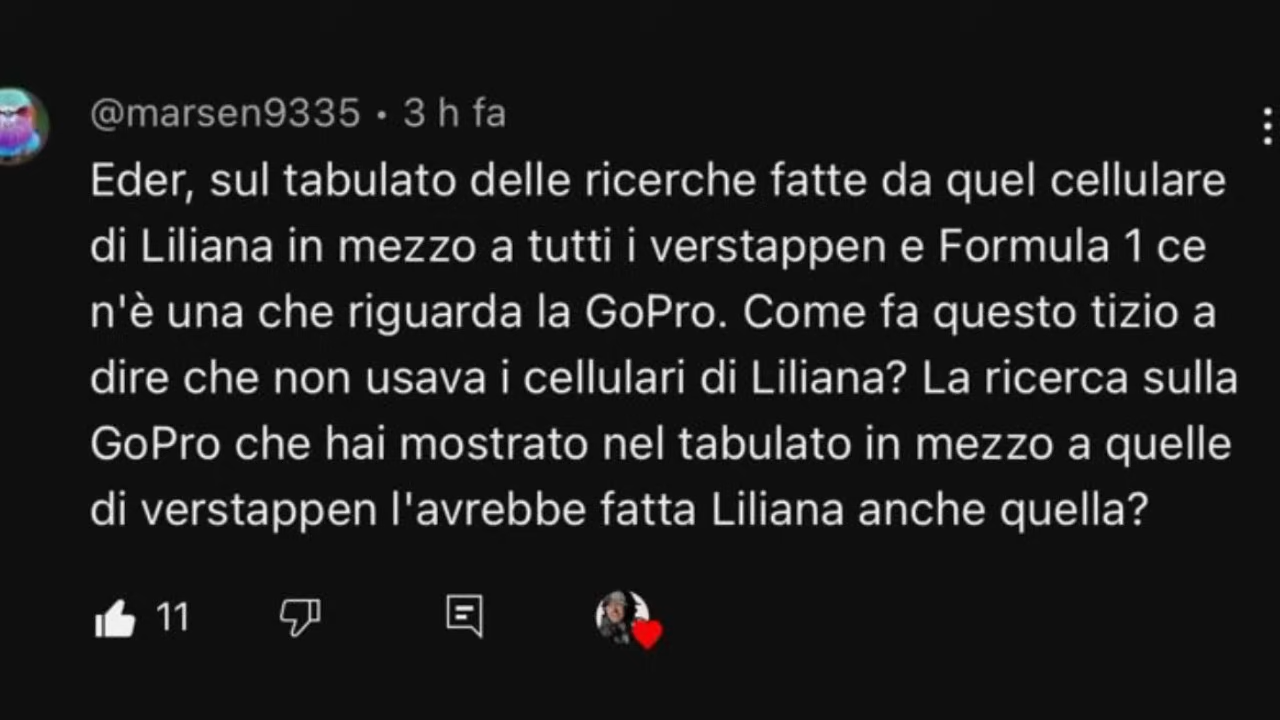 @marsen9335 • 3 h fa
Eder, sul tabulato delle ricerche fatte da quel cellulare
di Liliana in mezzo a tutti i verstappen e Formula 1 ce
n'è una che riguarda la GoPro. Come fa questo tizio a
dire che non usava i cellulari di Liliana? La ricerca sulla
GoPro che hai mostrato nel tabulato in mezzo a quelle
di verstappen l'avrebbe fatta Liliana anche quella?
11